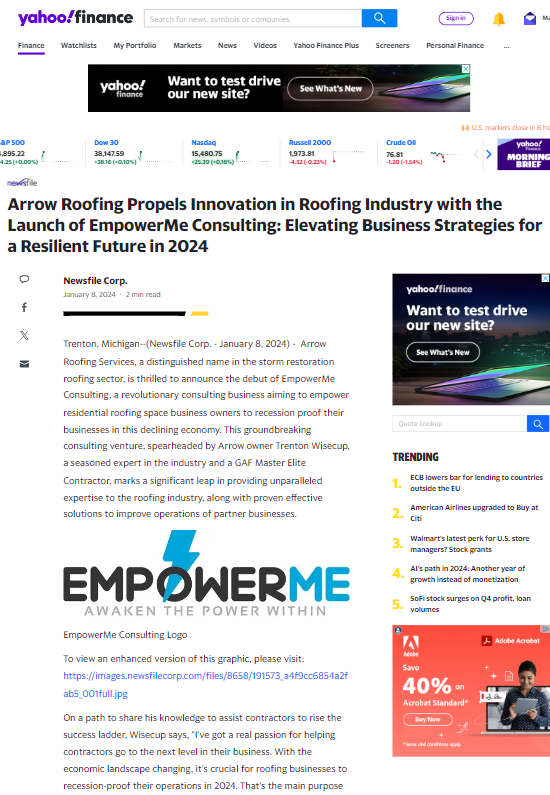 yahoo!finance
Search for news, symbols or companies
Sign in
Finance Watchlists My Portfolio Markets News Videos Yahoo Finance Plus Screeners Personal Finance ...
yahoo!
finance
Want to test drive
our new site?
See What's New
U.S. markets close in 6 ho
&P 500 Dow 30 Nasdaq Russell 2000 Crude Oil
,895.22 38,147.59 15,480.75 1,973.81 76.81
4.25 (+0.09%) +38.16 (+0.10%) +25.39 (+0.16%) -4.52 (-0.23%) -1.20 (-1.54%)
yahoo!
finance
MORNING
BRIEF
newsfile
Arrow Roofing Propels Innovation in Roofing Industry with the
Launch of EmpowerMe Consulting: Elevating Business Strategies for
a Resilient Future in 2024
Newsfile Corp.
January 8, 2024 · 2 min read
Trenton, Michigan--(Newsfile Corp. - January 8, 2024) - Arrow
Roofing Services, a distinguished name in the storm restoration
roofing sector, is thrilled to announce the debut of EmpowerMe
Consulting, a revolutionary consulting business aiming to empower
residential roofing space business owners to recession proof their
businesses in this declining economy. This groundbreaking
consulting venture, spearheaded by Arrow owner Trenton Wisecup,
a seasoned expert in the industry and a GAF Master Elite
Contractor, marks a significant leap in providing unparalleled
expertise to the roofing industry, along with proven effective
solutions to improve operations of partner businesses.
EMPOWERME
AWAKEN THE POWER WITHIN
EmpowerMe Consulting Logo
To view an enhanced version of this graphic, please visit:
https://images.newsfilecorp.com/files/8658/191573_a4f9cc6854a2f
ab5_001full.jpg
On a path to share his knowledge to assist contractors to rise the
success ladder, Wisecup says, "I've got a real passion for helping
contractors go to the next level in their business. With the
economic landscape changing, it's crucial for roofing businesses to
recession-proof their operations in 2024. That's the main purpose
yahoo!finance
Want to test drive
our new site?
See What's New
Quote Lookup
TRENDING
1. ECB lowers bar for lending to countries
outside the EU
2. American Airlines upgraded to Buy at
Citi
3. Walmart's latest perk for U.S. store
managers? Stock grants
4. AI's path in 2024: Another year of
growth instead of monetization
5. SoFi stock surges on Q4 profit, loan
volumes
Adobe
Adobe Acrobat
Save
40% on
Acrobat Standard*
Buy Now
*Terms and conditions apply